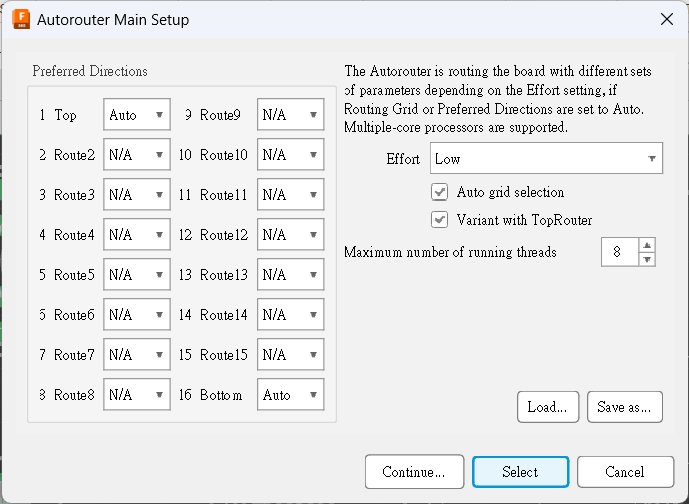 Autorouter Main Setup
Preferred Directions
1 Top Auto 9 Route9 N/A
2 Route2 N/A 10 Route10 N/A
3 Route3 N/A 11 Route11 N/A
4 Route4 N/A 12 Route12 N/A
5 Route5 N/A 13 Route13 N/A
6 Route6 N/A 14 Route14 N/A
7 Route7 N/A 15 Route15 N/A
8 Route8 N/A 16 Bottom Auto
The Autorouter is routing the board with different sets
of parameters depending on the Effort setting, if
Routing Grid or Preferred Directions are set to Auto.
Multiple-core processors are supported.
Effort Low
Auto grid selection
Variant with TopRouter
Maximum number of running threads 8
Load... Save as...
Continue... Select Cancel